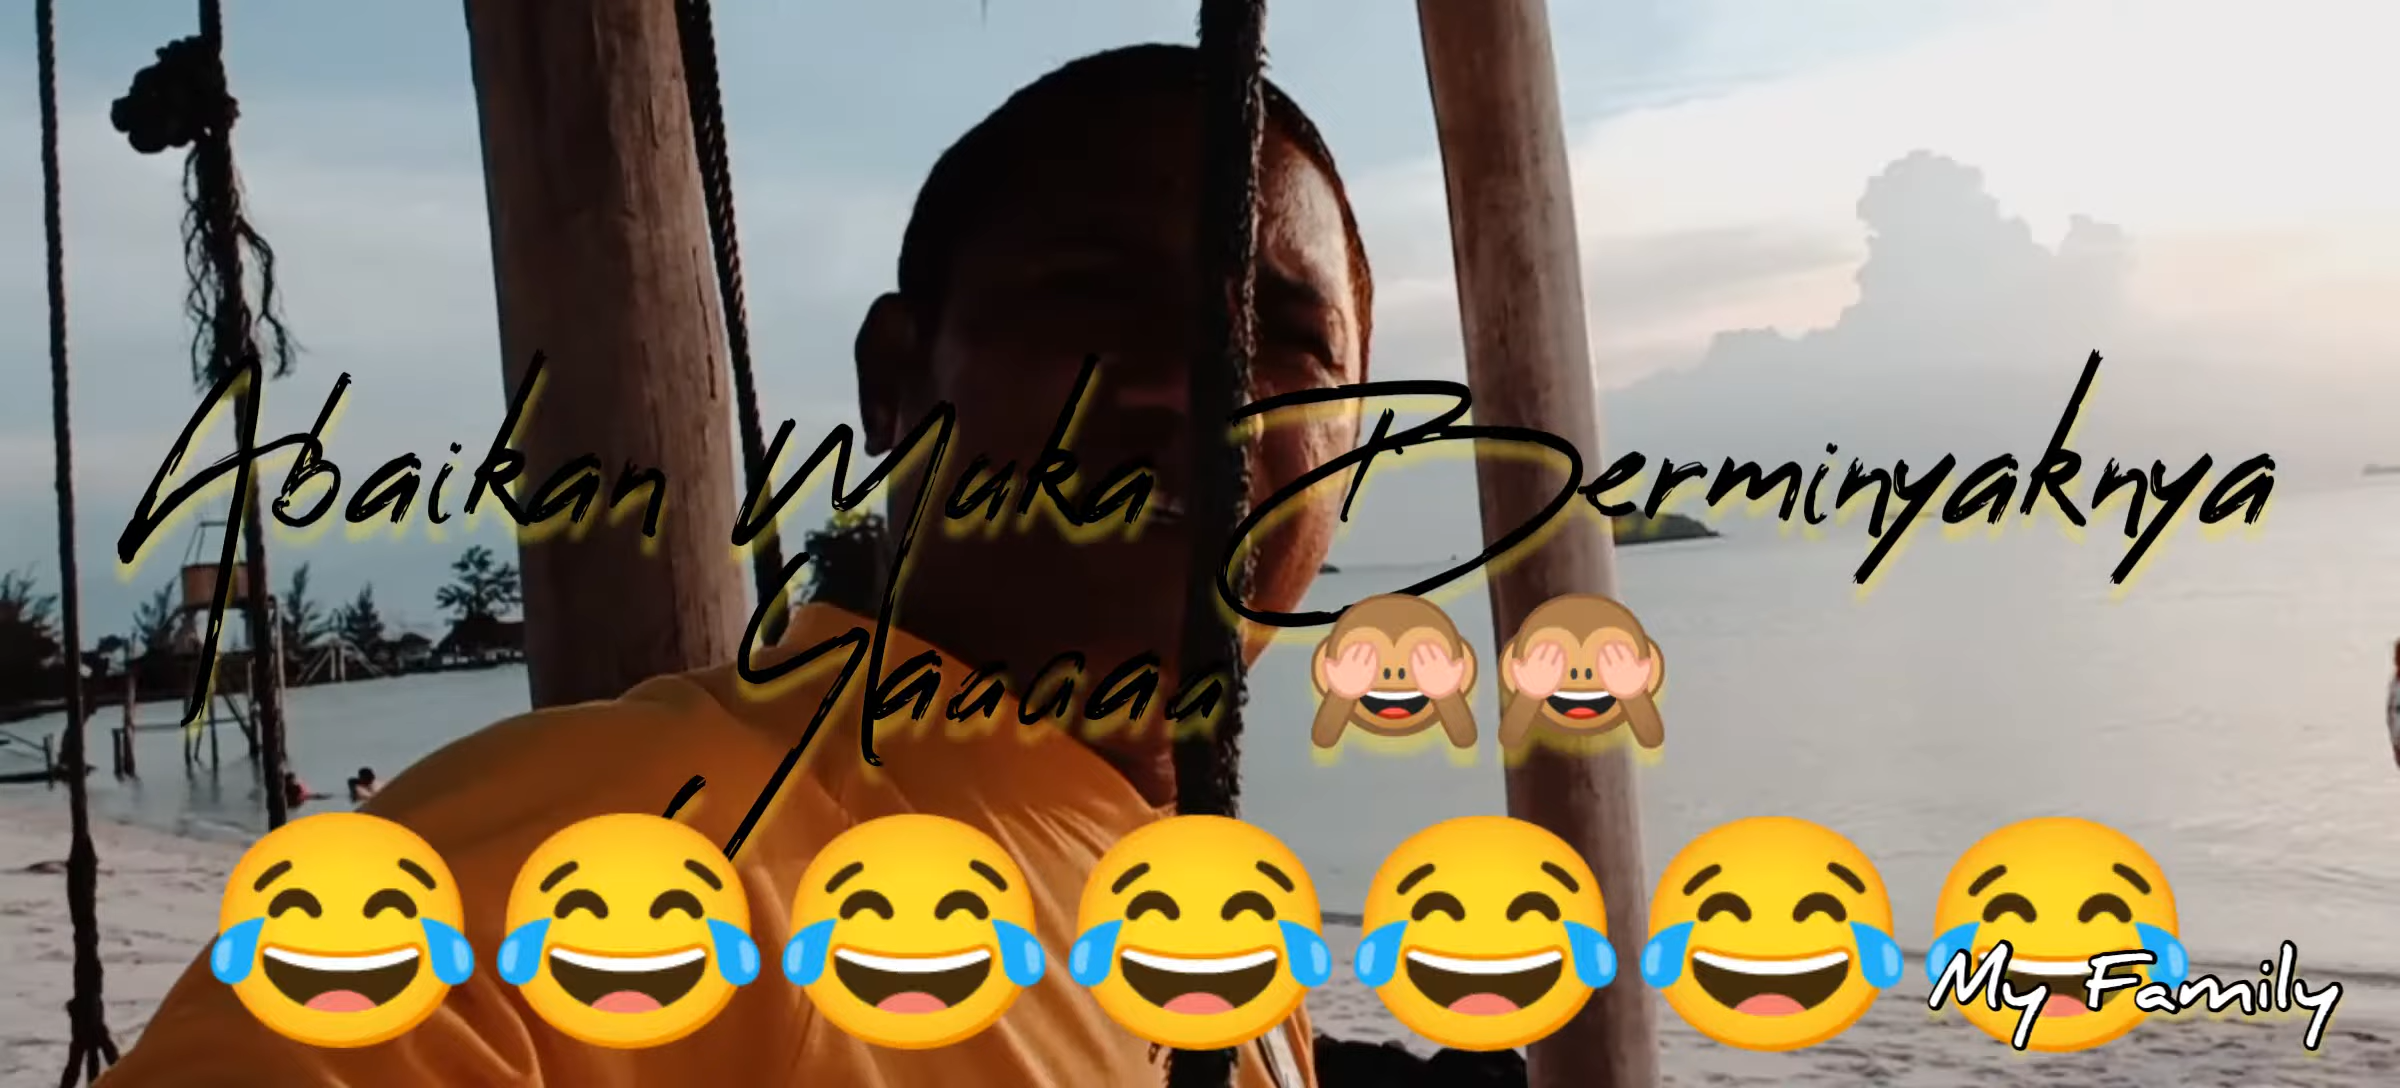 Abaikan Muka Berminyaknya
Yaaaaa 🙈🙈
😂😂😂😂😂😂😂
My Family